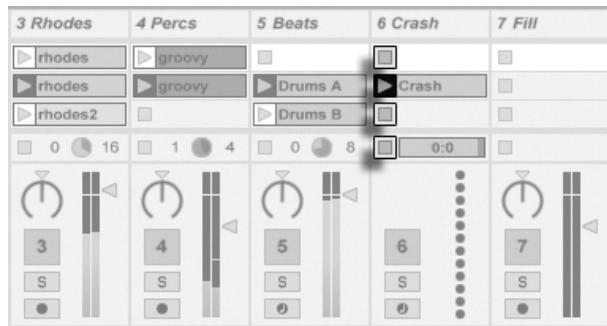 3 Rhodes 4 Percs 5 Beats 6 Crash 7 Fill
rhodes groovy
rhodes groovy Drums A Crash
rhodes2 Drums B
0 16 1 4 0 8 0:0
3 4 5 6 7
S S S S S